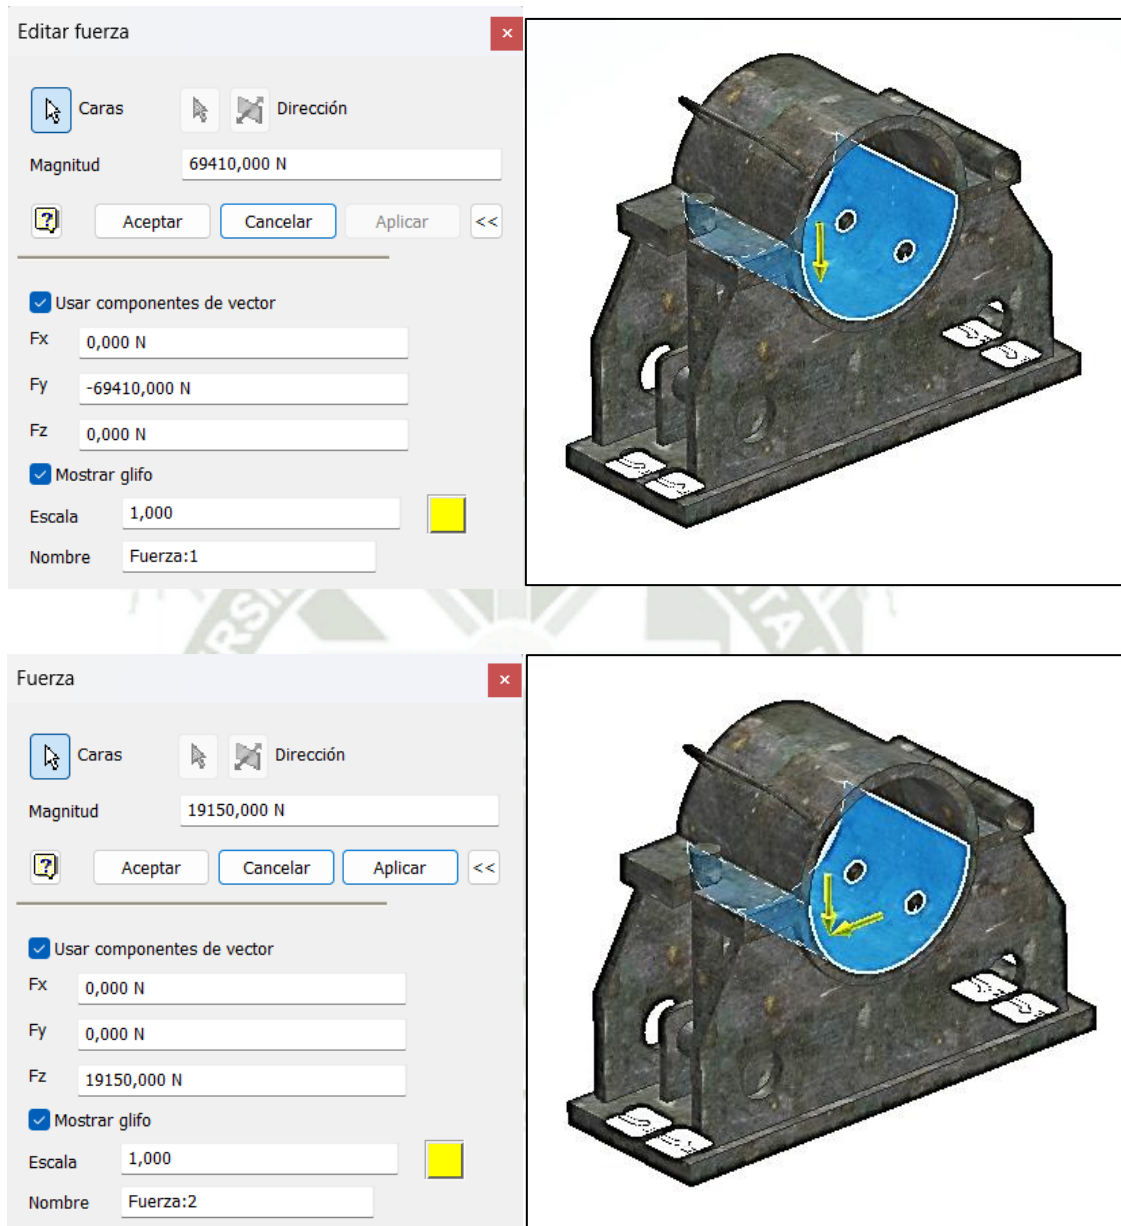 Editar fuerza
Caras
Dirección
Magnitud 69410,000 N
Aceptar Cancelar Aplicar <<
Usar componentes de vector
Fx 0,000 N
Fy -69410,000 N
Fz 0,000 N
Mostrar glifo
Escala 1,000
Nombre Fuerza:1
Fuerza
Caras
Dirección
Magnitud 19150,000 N
Aceptar Cancelar Aplicar <<
Usar componentes de vector
Fx 0,000 N
Fy 0,000 N
Fz 19150,000 N
Mostrar glifo
Escala 1,000
Nombre Fuerza:2